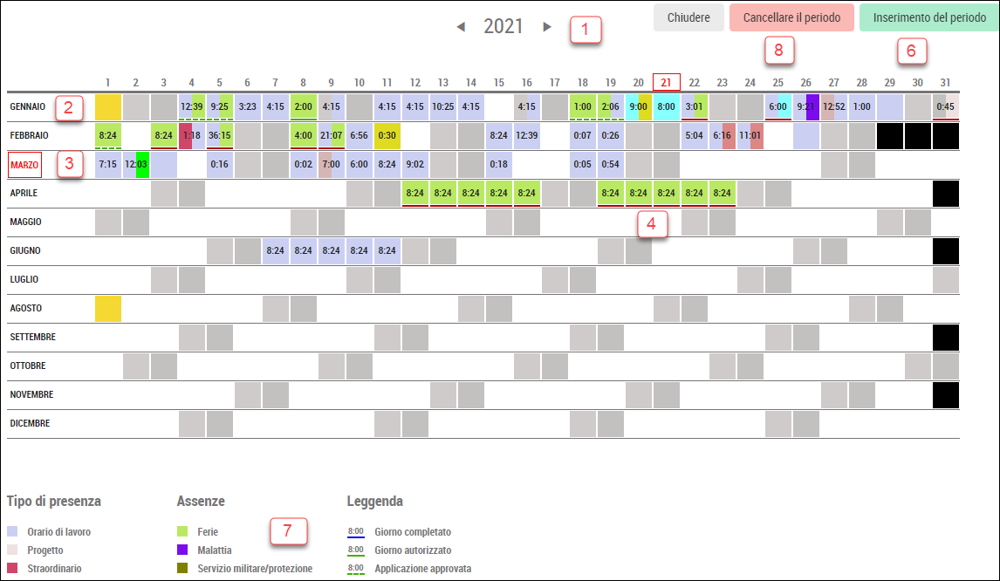 ◀ 2021 ▶ 1 Chiudere Cancellare il periodo Inserimento del periodo
8 6
1 2 3 4 5 6 7 8 9 10 11 12 13 14 15 16 17 18 19 20 21 22 23 24 25 26 27 28 29 30 31
GENNAIO 2 12:39 9:25 3:23 4:15 2:00 4:15 4:15 4:15 10:25 4:15 4:15 1:00 2:06 9:00 8:00 3:01 6:00 9:21 12:52 1:00 0:45
FEBBRAIO 8:24 8:24 1:18 36:15 4:00 21:07 6:56 0:30 8:24 12:39 0:07 0:26 5:04 6:16 11:01
MARZO 3 7:15 12:03 0:16 0:02 7:00 6:00 8:24 9:02 0:18 0:05 0:54
APRILE 8:24 8:24 8:24 8:24 8:24 8:24 8:24 8:24 8:24 8:24
MAGGIO 4
GIUGNO 8:24 8:24 8:24 8:24 8:24
LUGLIO
AGOSTO
SETTEMBRE
OTTOBRE
NOVEMBRE
DICEMBRE
Tipo di presenza Assenze Leggenda
Orario di lavoro Ferie 7 8:00 Giorno completato
Progetto Malattia 8:00 Giorno autorizzato
Straordinario Servizio militare/protezione 8:00 Applicazione approvata